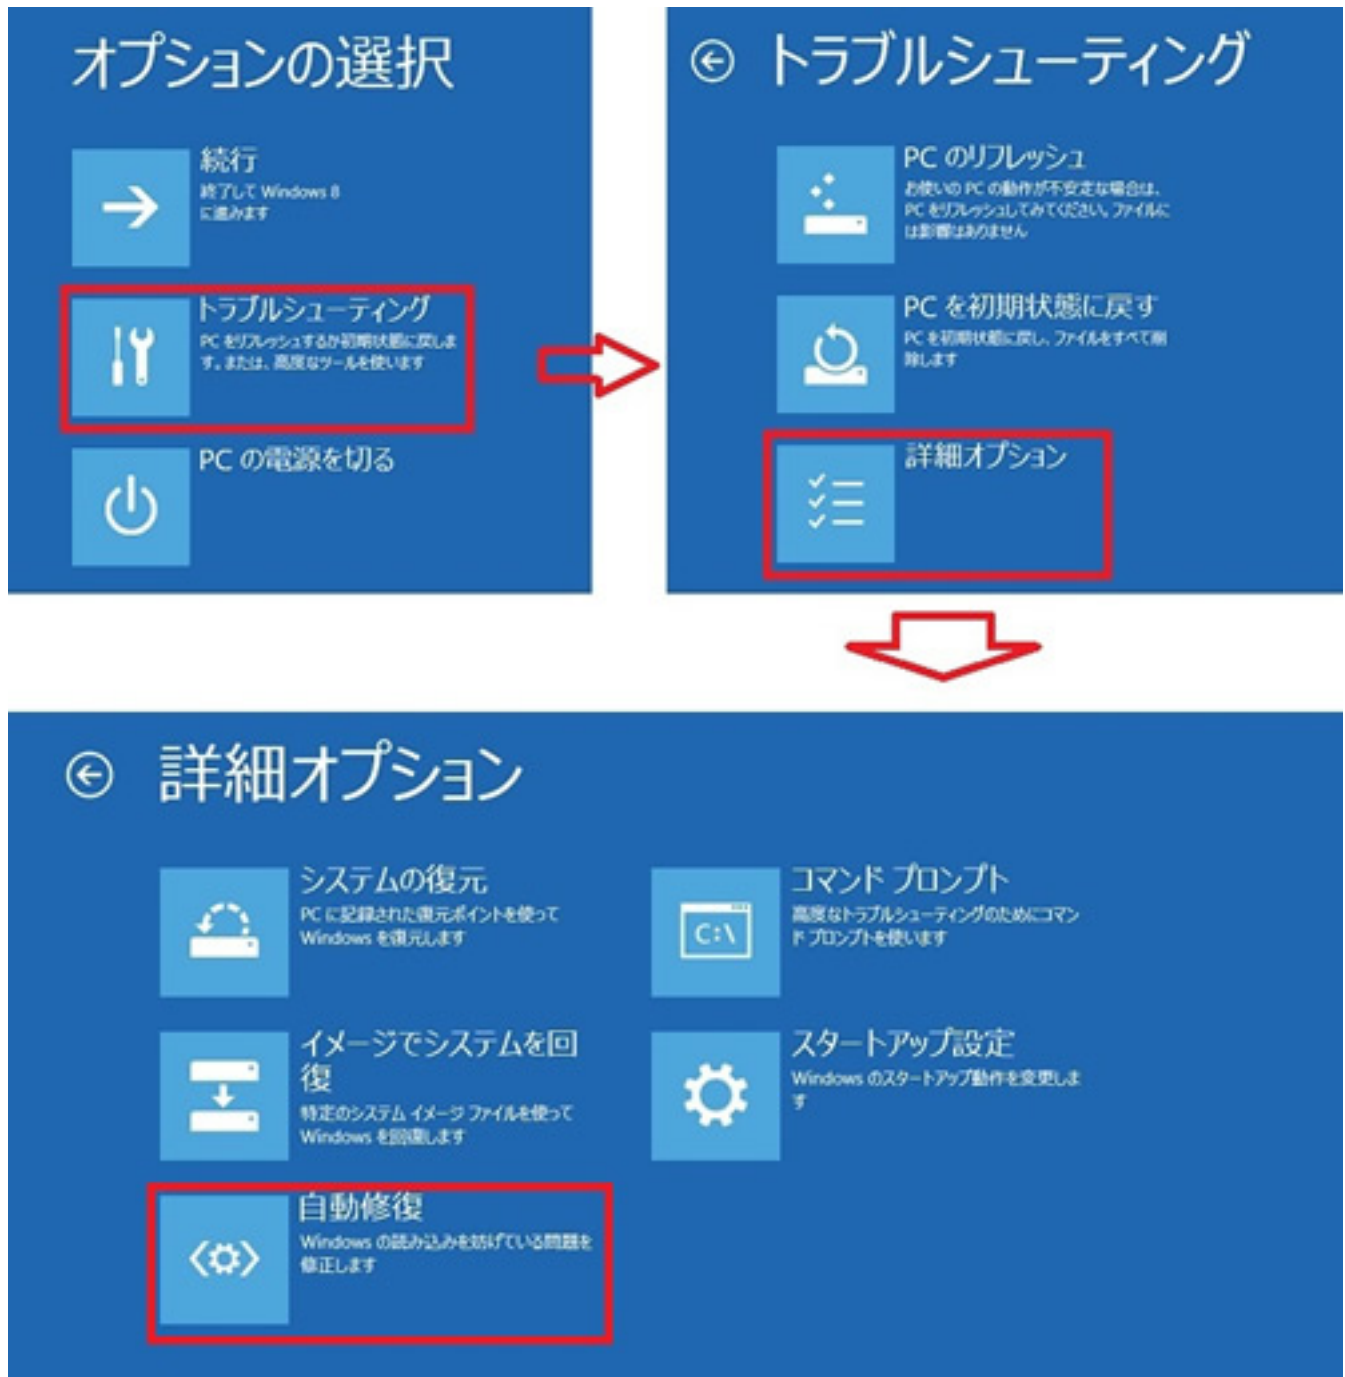 オプションの選択
続行
終了して Windows 8
に進みます
トラブルシューティング
PC をリフレッシュするか初期状態に戻しま
す。または、高度なツールを使います
PC の電源を切る
トラブルシューティング
PC のリフレッシュ
お使いの PC の動作が不安定な場合は、
PC をリフレッシュしてみてください。ファイルに
は影響はありません
PC を初期状態に戻す
PC を初期状態に戻し、ファイルをすべて削
除します
詳細オプション
詳細オプション
システムの復元
PC に記録された復元ポイントを使って
Windows を復元します
イメージでシステムを回
復
特定のシステム イメージ ファイルを使って
Windows を回復します
自動修復
Windows の読み込みを妨げている問題を
修正します
コマンド プロンプト
C:\
高度なトラブルシューティングのためにコマン
ド プロンプトを使います
スタートアップ設定
Windows のスタートアップ動作を変更しま
す